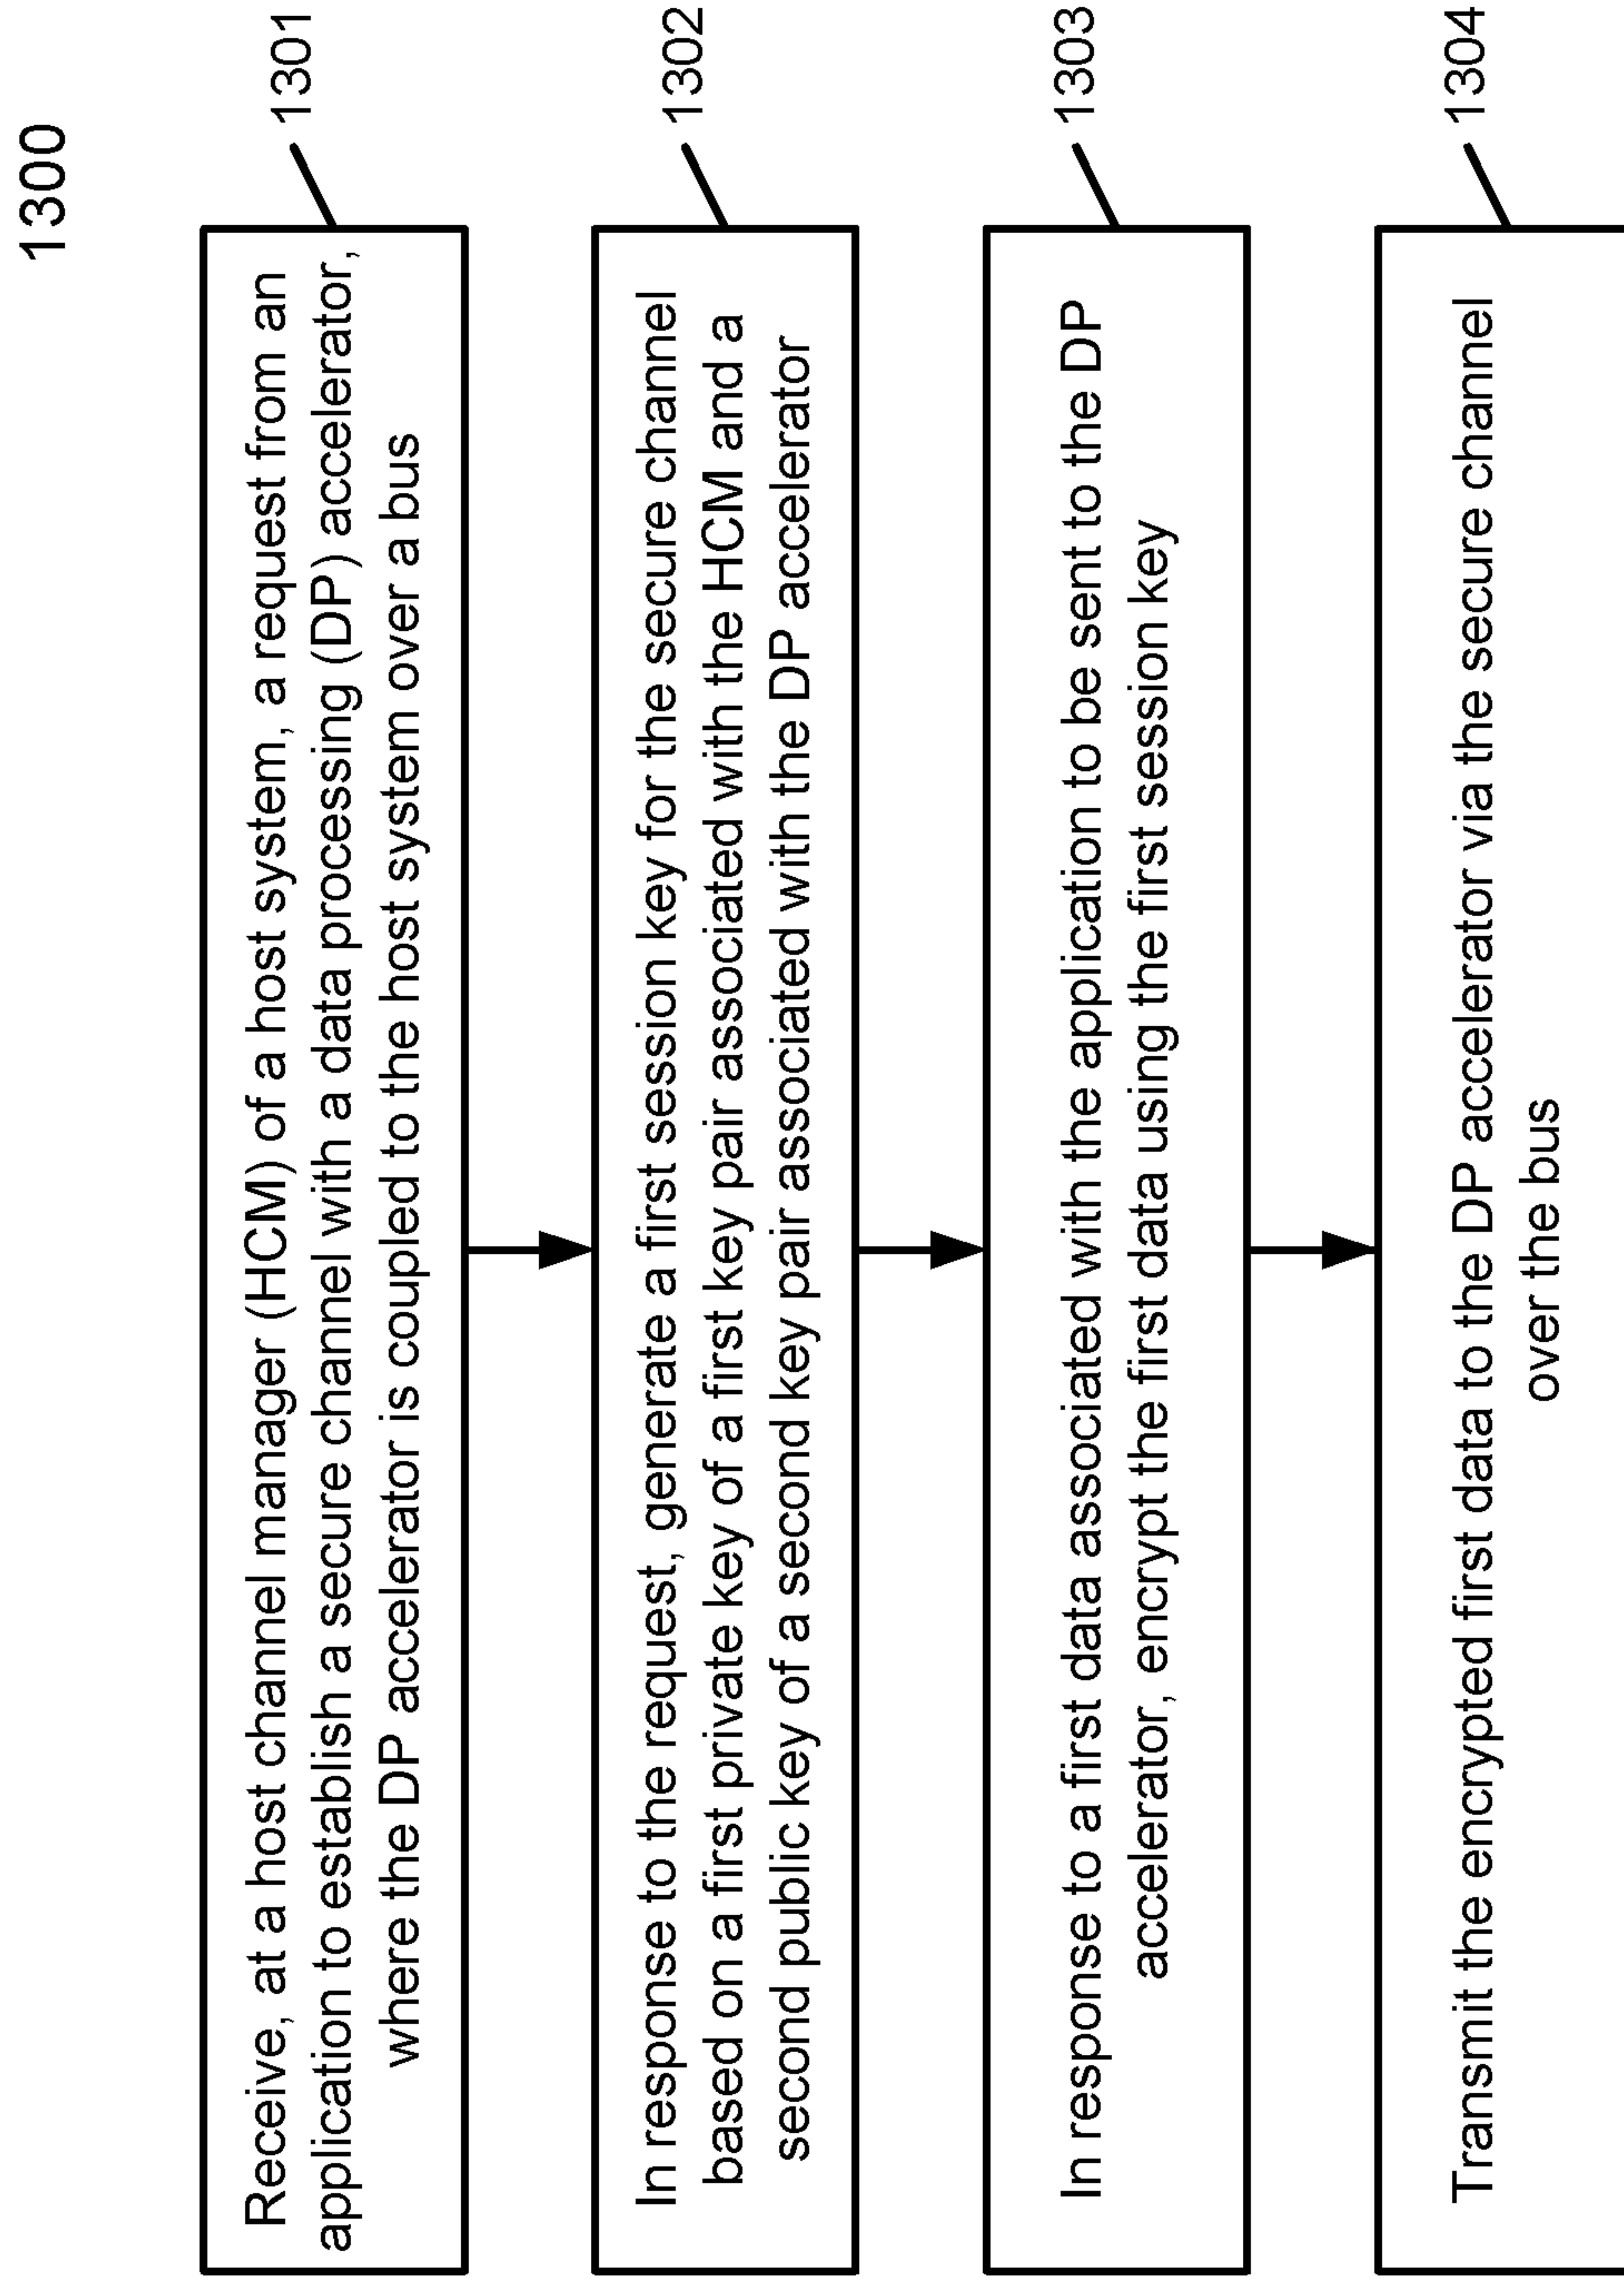 1300
Receive, at a host channel manager (HCM) of a host system, a request from an
application to establish a secure channel with a data processing (DP) accelerator,
where the DP accelerator is coupled to the host system over a bus
1301
In response to the request, generate a first session key for the secure channel
based on a first private key of a first key pair associated with the HCM and a
second public key of a second key pair associated with the DP accelerator
1302
In response to a first data associated with the application to be sent to the DP
accelerator, encrypt the first data using the first session key
1303
Transmit the encrypted first data to the DP accelerator via the secure channel
over the bus
1304